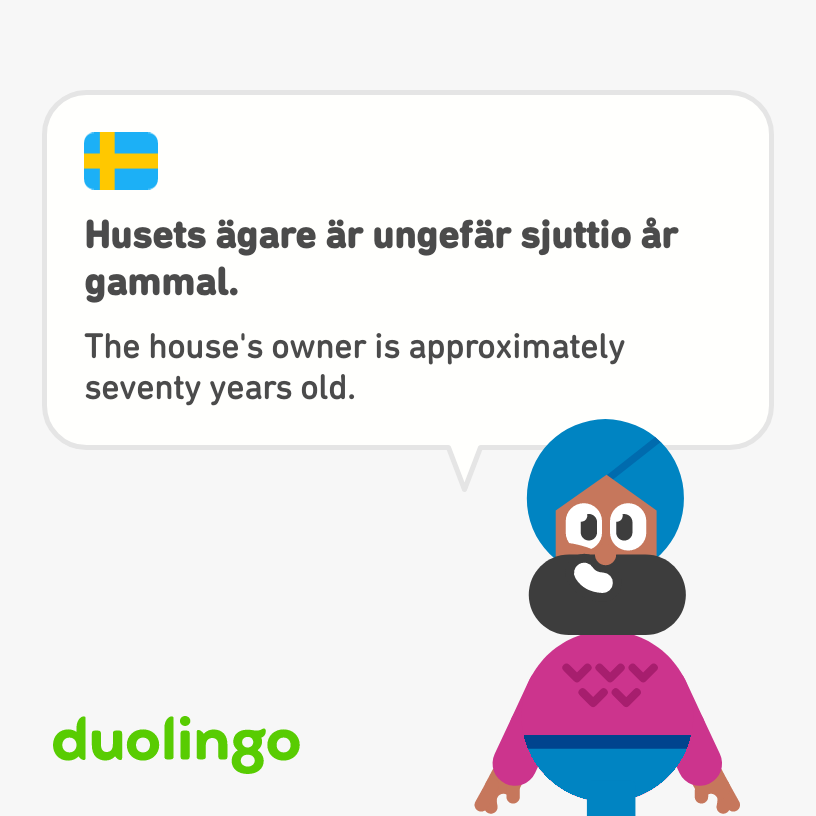 Husets ägare är ungefär sjuttio år
gammal.
The house's owner is approximately
seventy years old.
duolingo